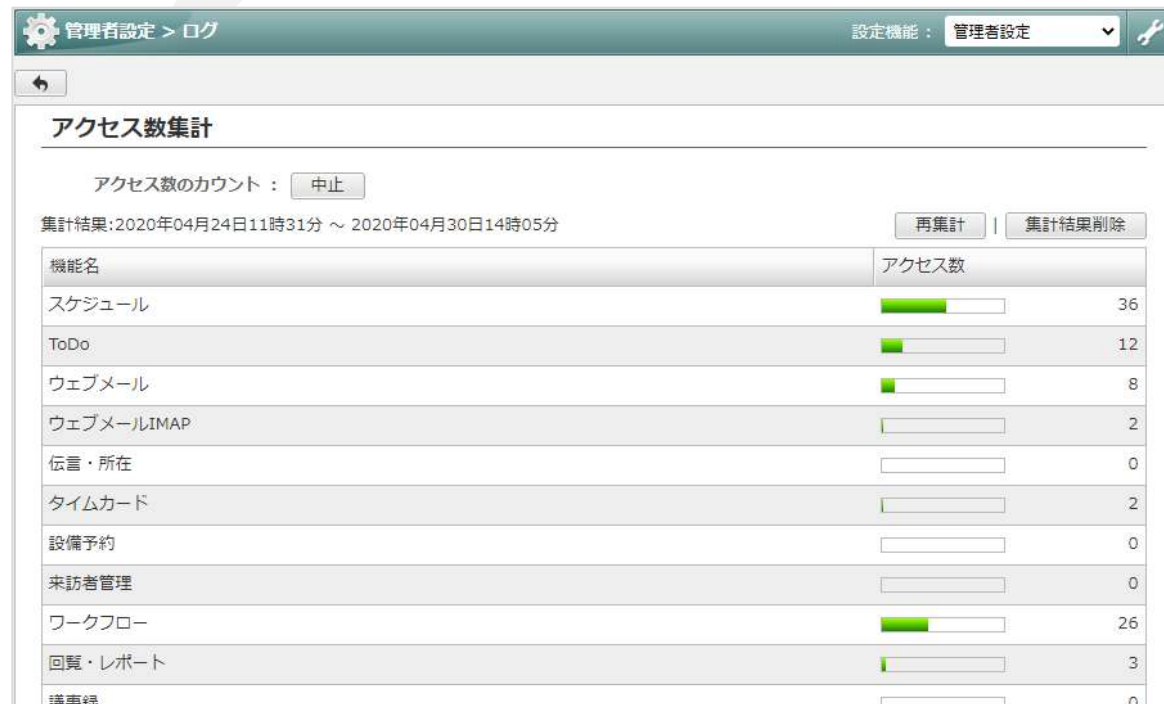 管理者設定 > ログ 設定機能： 管理者設定
アクセス数集計
アクセス数のカウント ： 中止
集計結果:2020年04月24日11時31分 ～ 2020年04月30日14時05分 再集計 | 集計結果削除
機能名 アクセス数
スケジュール 36
ToDo 12
ウェブメール 8
ウェブメールIMAP 2
伝言・所在 0
タイムカード 2
設備予約 0
来訪者管理 0
ワークフロー 26
回覧・レポート 3
議事録 0